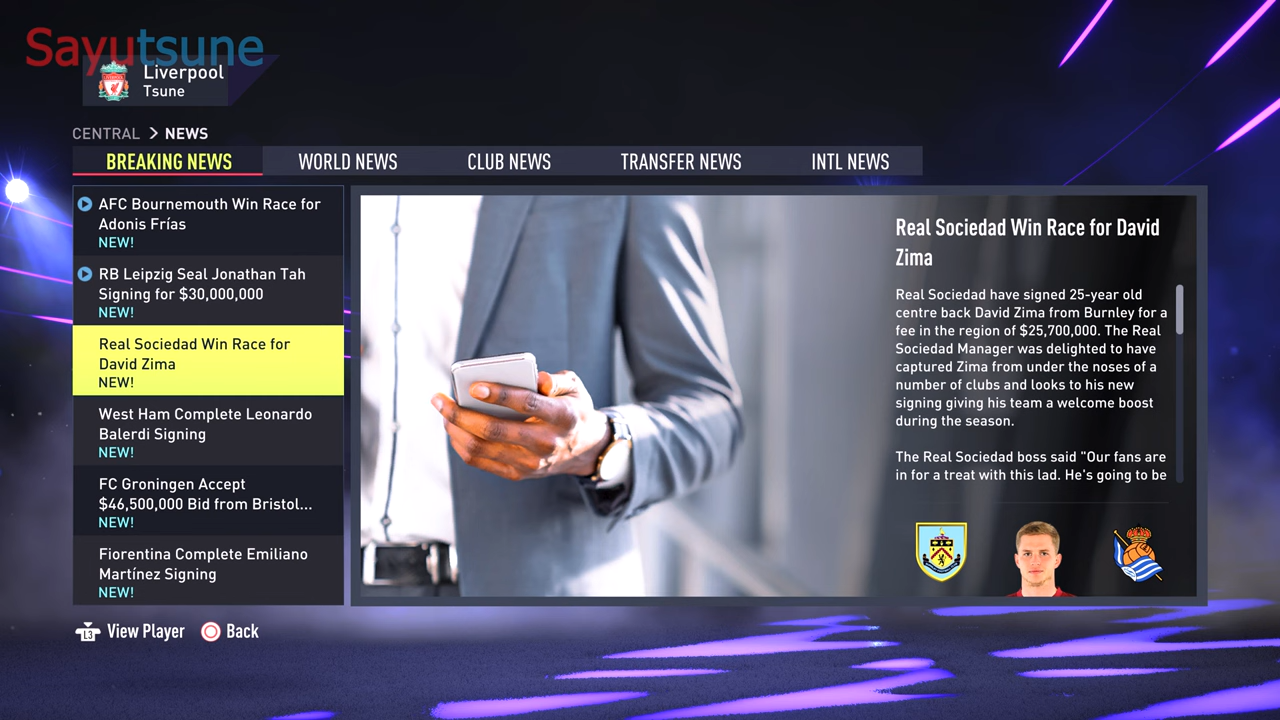 Sayutsune
Liverpool
Tsune
CENTRAL > NEWS
BREAKING NEWS
WORLD NEWS
CLUB NEWS
TRANSFER NEWS
INTL NEWS
AFC Bournemouth Win Race for
Adonis Frías
NEW!
RB Leipzig Seal Jonathan Tah
Signing for $30,000,000
NEW!
Real Sociedad Win Race for
David Zima
NEW!
West Ham Complete Leonardo
Balerdi Signing
NEW!
FC Groningen Accept
$46,500,000 Bid from Bristol...
NEW!
Fiorentina Complete Emiliano
Martínez Signing
NEW!
Real Sociedad Win Race for David
Zima
Real Sociedad have signed 25-year old
centre back David Zima from Burnley for a
fee in the region of $25,700,000. The Real
Sociedad Manager was delighted to have
captured Zima from under the noses of a
number of clubs and looks to his new
signing giving his team a welcome boost
during the season.
The Real Sociedad boss said "Our fans are
in for a treat with this lad. He's going to be
L3 View Player
Back